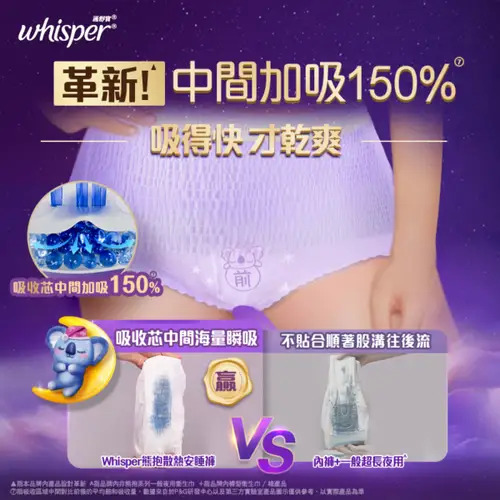 護舒寶®
whisper®
革新!▲ 中間加吸150%⑦
吸得快 才乾爽
前
吸收芯中間加吸150%⑦
吸收芯中間海量瞬吸
不貼合順著股溝往後流
贏
VS
Whisper熊抱散熱安睡褲
內褲+一般超長夜用^